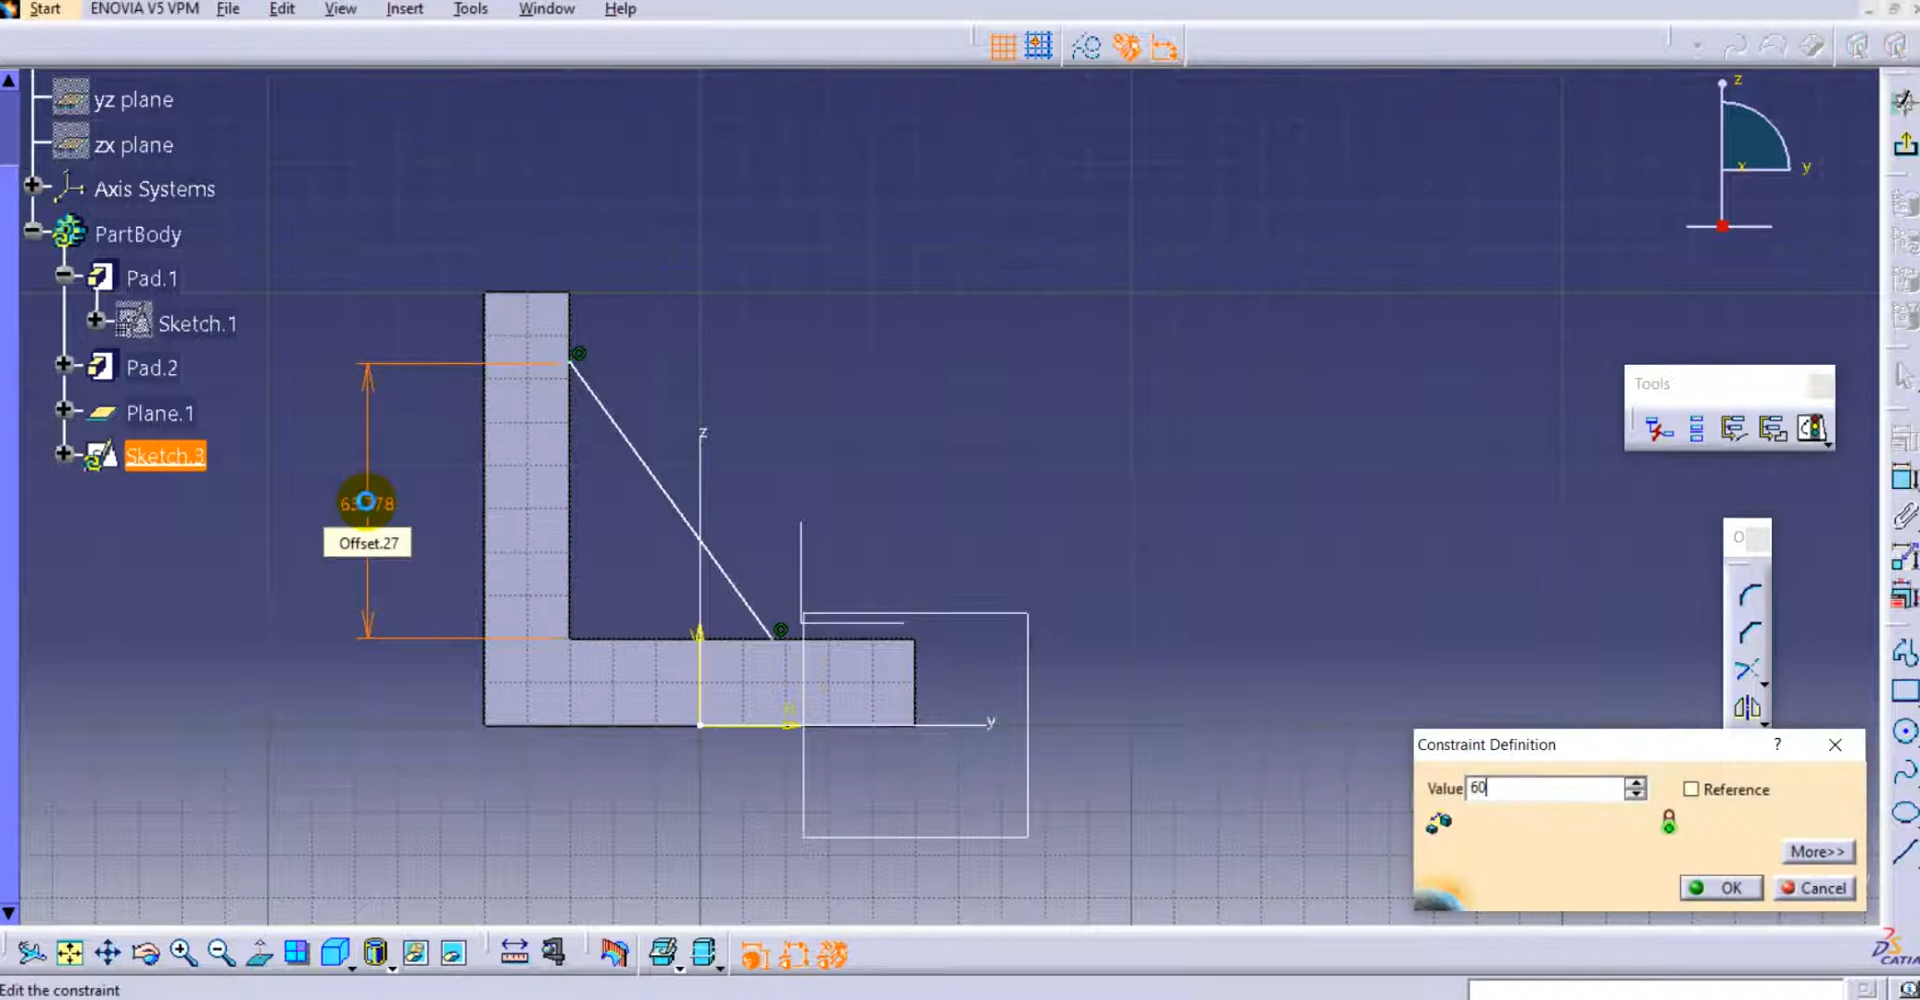 Start ENOVIA V5 VPM File Edit View Insert Tools Window Help
yz plane
zx plane
Axis Systems
PartBody
Pad.1
Sketch.1
Pad.2
Plane.1
Sketch.3
Offset.27
z
y
x
z
y
Tools
O
Constraint Definition ?
Value 60
Reference
More>>
OK Cancel
CATIA
Edit the constraint